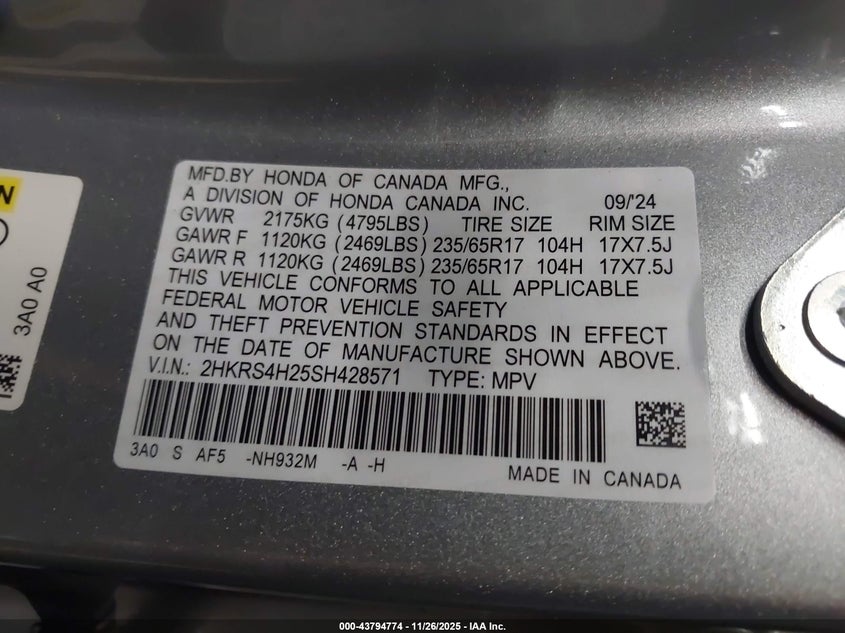 N
3A0 A0
MFD.BY HONDA OF CANADA MFG.,
A DIVISION OF HONDA CANADA INC. 09/'24
GVWR 2175KG (4795LBS) TIRE SIZE RIM SIZE
GAWR F 1120KG (2469LBS) 235/65R17 104H 17X7.5J
GAWR R 1120KG (2469LBS) 235/65R17 104H 17X7.5J
THIS VEHICLE CONFORMS TO ALL APPLICABLE
FEDERAL MOTOR VEHICLE SAFETY
AND THEFT PREVENTION STANDARDS IN EFFECT
ON THE DATE OF MANUFACTURE SHOWN ABOVE.
V.I.N.: 2HKRS4H25SH428571 TYPE: MPV
3A0 S AF5 -NH932M -A -H
MADE IN CANADA
000-43794774 | 11/26/2025 - IAA Inc.